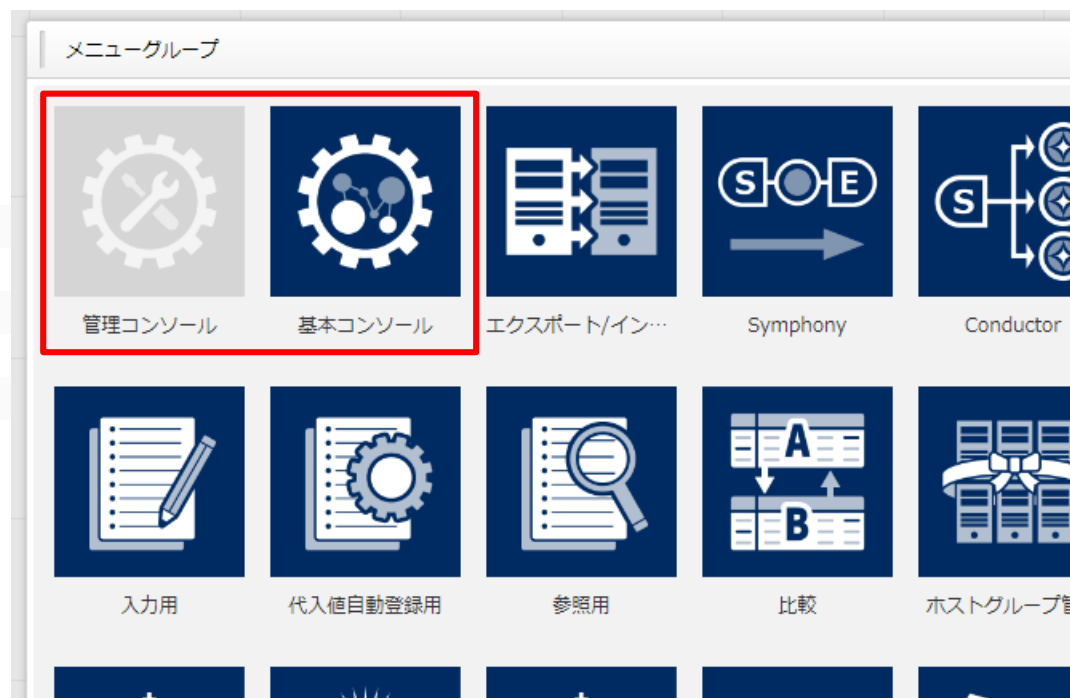 メニューグループ
S E
S
管理コンソール
基本コンソール
エクスポート/イン…
Symphony
Conductor
A
B
入力用
代入値自動登録用
参照用
比較
ホストグループ